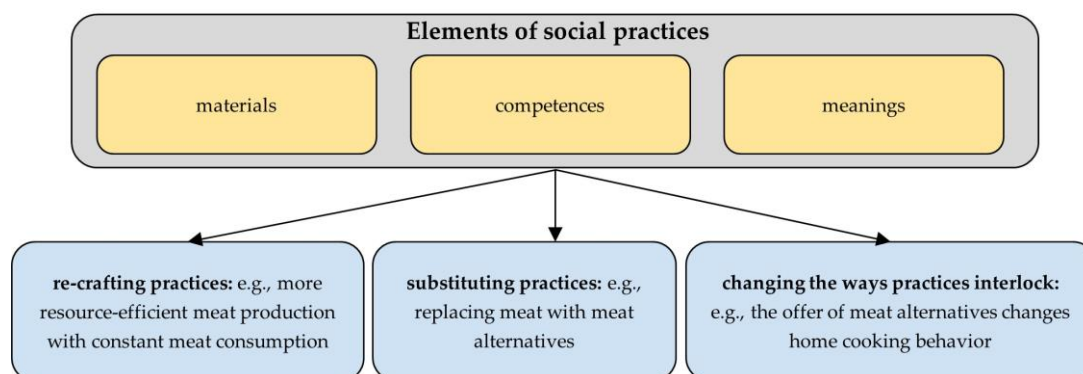 Elements of social practices
materials
competences
meanings
re-crafting practices: e.g., more
resource-efficient meat production
with constant meat consumption
substituting practices: e.g.,
replacing meat with meat
alternatives
changing the ways practices interlock:
e.g., the offer of meat alternatives changes
home cooking behavior